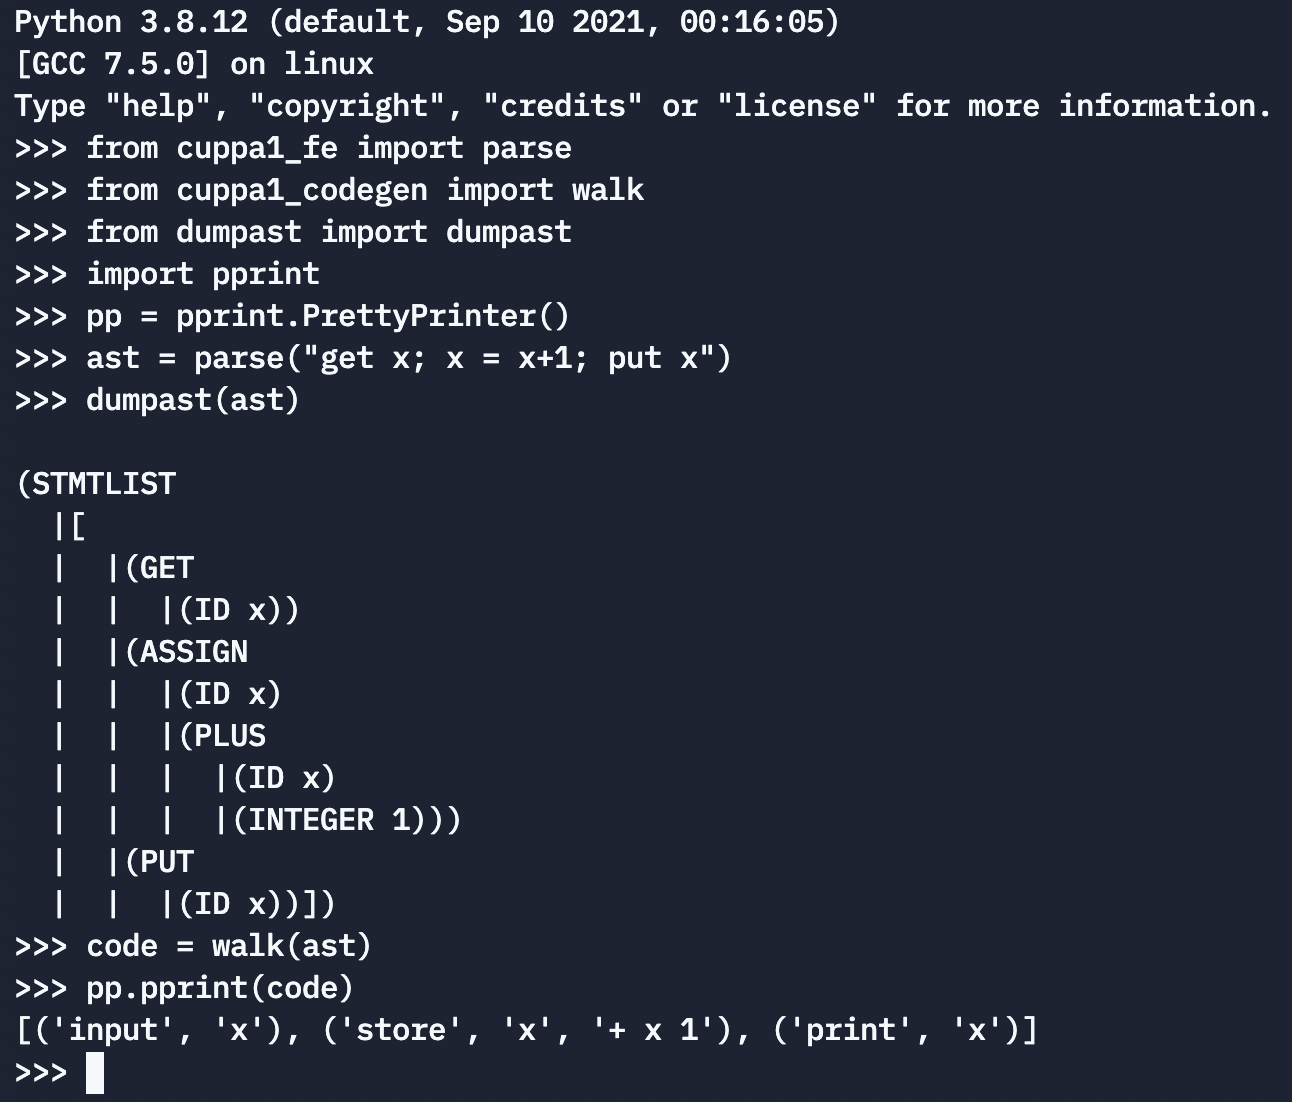 Python 3.8.12 (default, Sep 10 2021, 00:16:05)
[GCC 7.5.0] on linux
Type "help", "copyright", "credits" or "license" for more information.
>>> from cuppa1_fe import parse
>>> from cuppa1_codegen import walk
>>> from dumpast import dumpast
>>> import pprint
>>> pp = pprint.PrettyPrinter()
>>> ast = parse("get x; x = x+1; put x")
>>> dumpast(ast)

(STMTLIST
  |[
  |  |(GET
  |  |  |(ID x))
  |  |(ASSIGN
  |  |  |(ID x)
  |  |  |(PLUS
  |  |  |  |(ID x)
  |  |  |  |(INTEGER 1)))
  |  |(PUT
  |  |  |(ID x))])
>>> code = walk(ast)
>>> pp.pprint(code)
[('input', 'x'), ('store', 'x', '+ x 1'), ('print', 'x')]
>>>